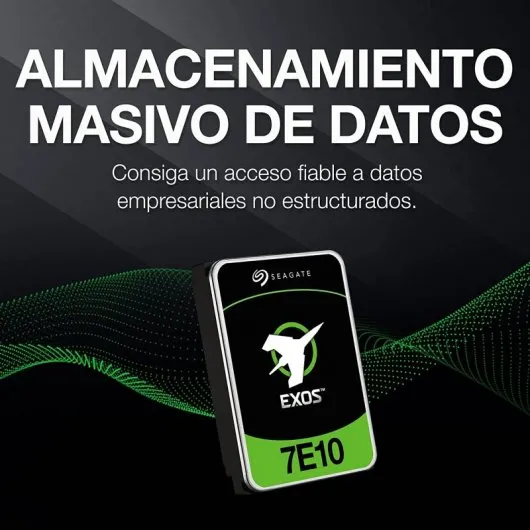 ALMACENAMIENTO
MASIVO DE DATOS
Consiga un acceso fiable a datos
empresariales no estructurados.
SEAGATE
EXOS™
7E10